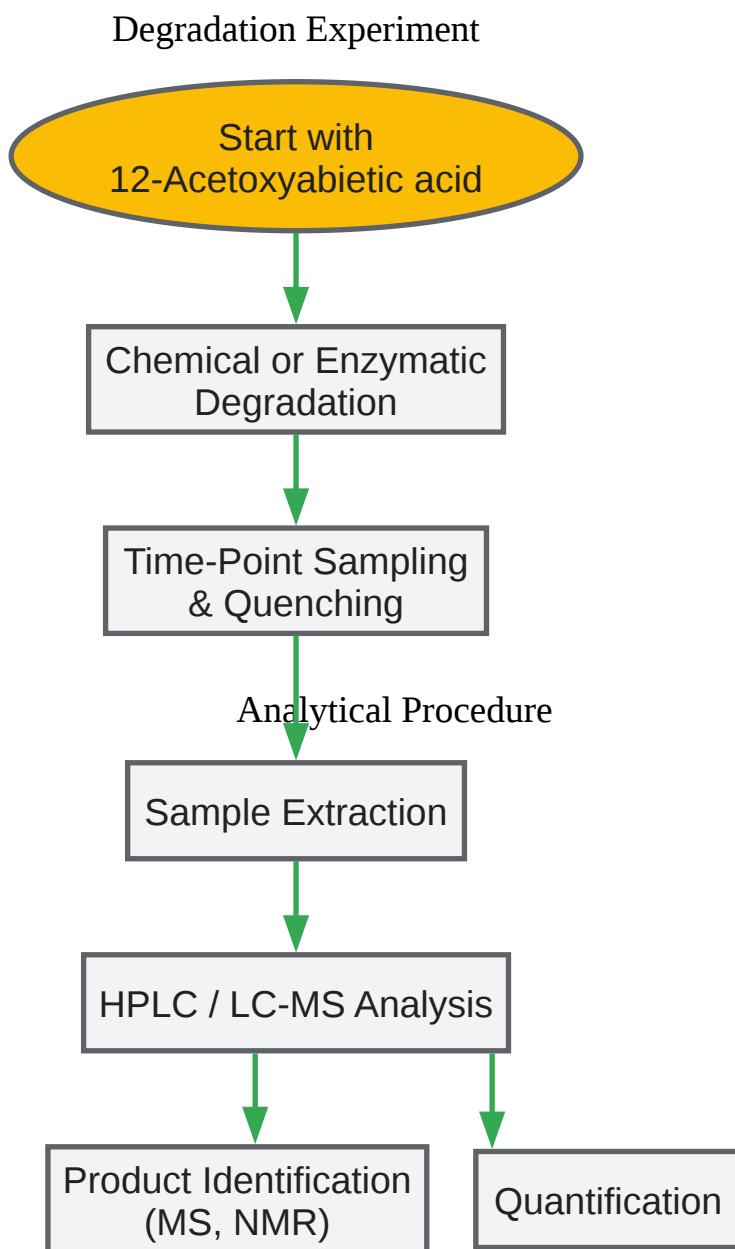 Degradation Experiment
Start with
12-Acetoxyabietic acid
Chemical or Enzymatic
Degradation
Time-Point Sampling
& Quenching
Analytical Procedure
Sample Extraction
HPLC / LC-MS Analysis
Product Identification
(MS, NMR)
Quantification